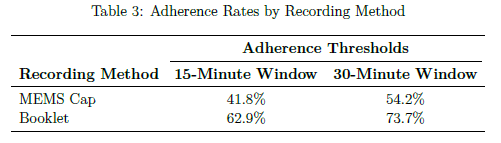 Table 3: Adherence Rates by Recording Method
Adherence Thresholds
Recording Method 15-Minute Window 30-Minute Window
MEMS Cap 41.8% 54.2%
Booklet 62.9% 73.7%